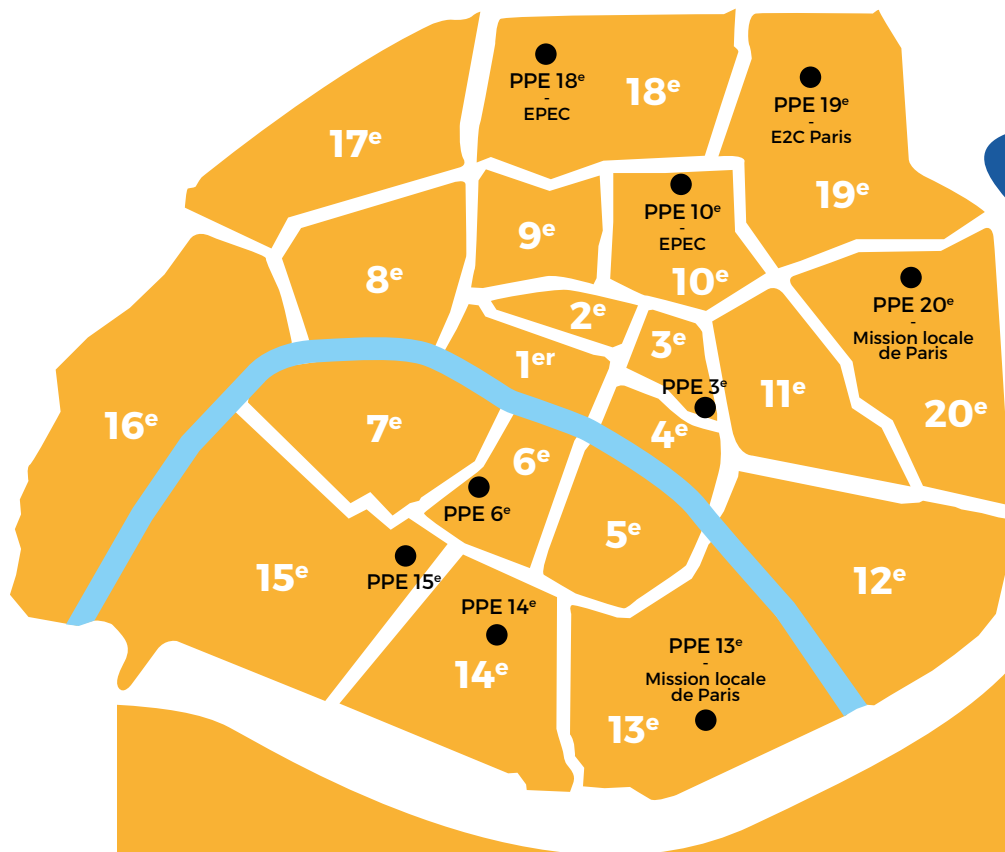 PPE 18ᵉ
-
EPEC
18ᵉ
PPE 19ᵉ
-
E2C Paris
19ᵉ
17ᵉ
PPE 10ᵉ
-
EPEC
10ᵉ
9ᵉ
8ᵉ
2ᵉ
PPE 20ᵉ
-
Mission locale
de Paris
20ᵉ
3ᵉ
PPE 3ᵉ
1ᵉʳ
11ᵉ
16ᵉ
7ᵉ
4ᵉ
6ᵉ
PPE 6ᵉ
5ᵉ
15ᵉ
PPE 15ᵉ
12ᵉ
PPE 14ᵉ
14ᵉ
PPE 13ᵉ
-
Mission locale
de Paris
13ᵉ